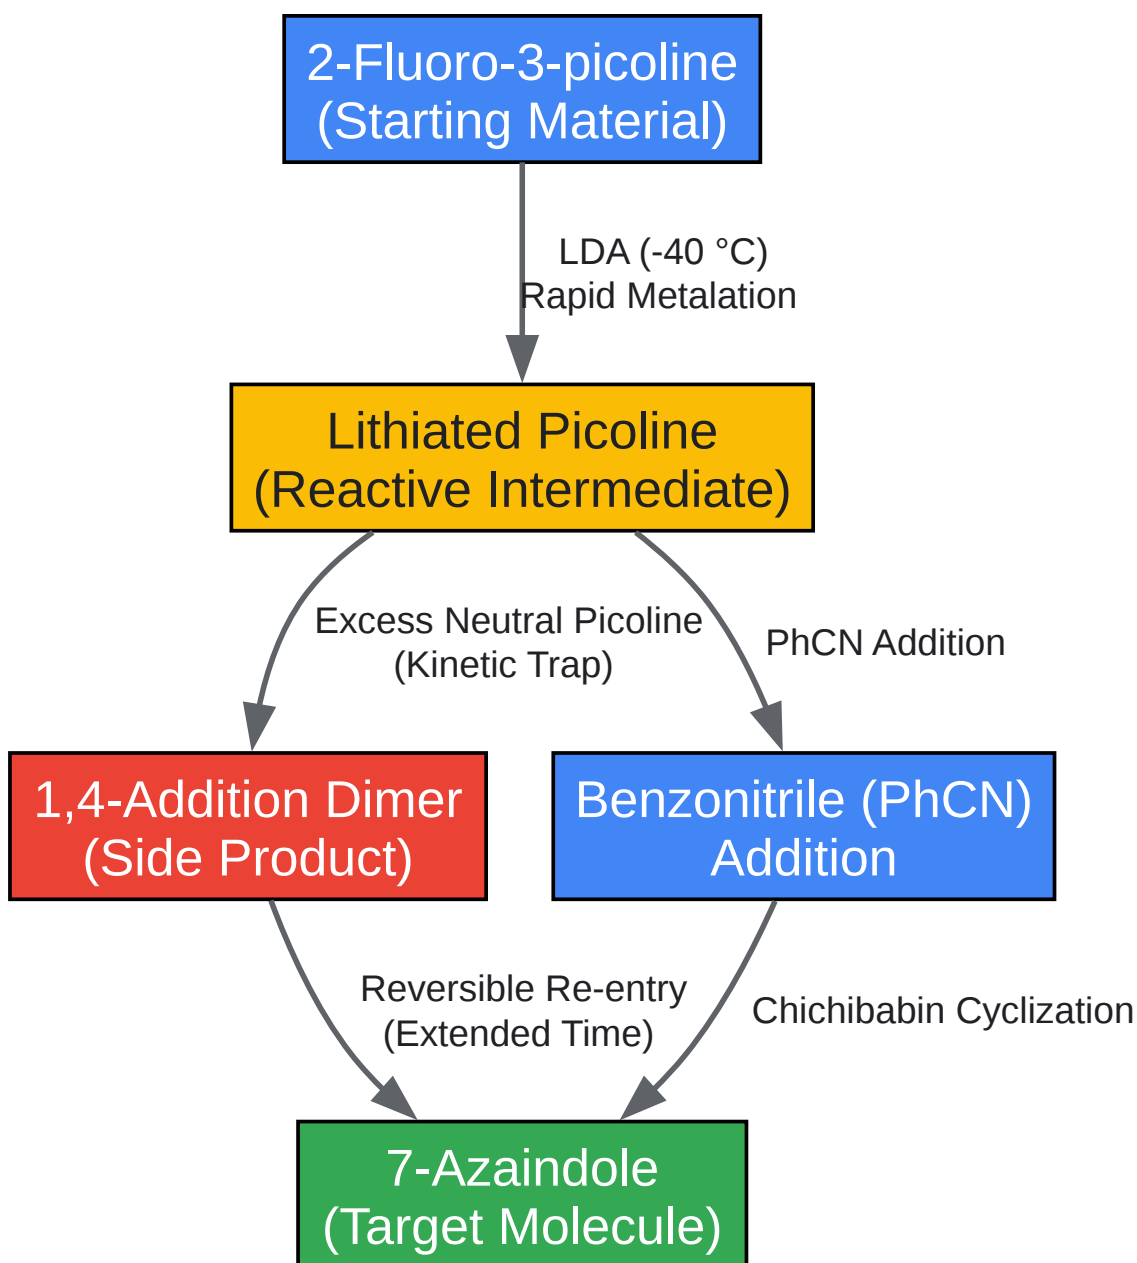 2-Fluoro-3-picoline
(Starting Material)
LDA (-40 °C)
Rapid Metalation
Lithiated Picoline
(Reactive Intermediate)
Excess Neutral Picoline
(Kinetic Trap)
PhCN Addition
1,4-Addition Dimer
(Side Product)
Benzonitrile (PhCN)
Addition
Reversible Re-entry
(Extended Time)
Chichibabin Cyclization
7-Azaindole
(Target Molecule)